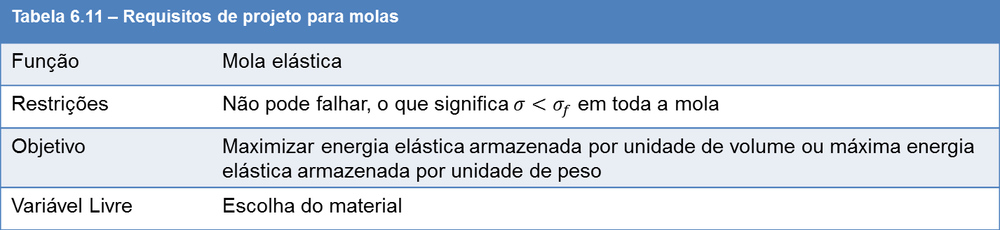 Tabela 6.11 – Requisitos de projeto para molas
Função Mola elástica
Restrições Não pode falhar, o que significa 𝜎 < 𝜎𝑓 em toda a mola
Objetivo Maximizar energia elástica armazenada por unidade de volume ou máxima energia
elástica armazenada por unidade de peso
Variável Livre Escolha do material